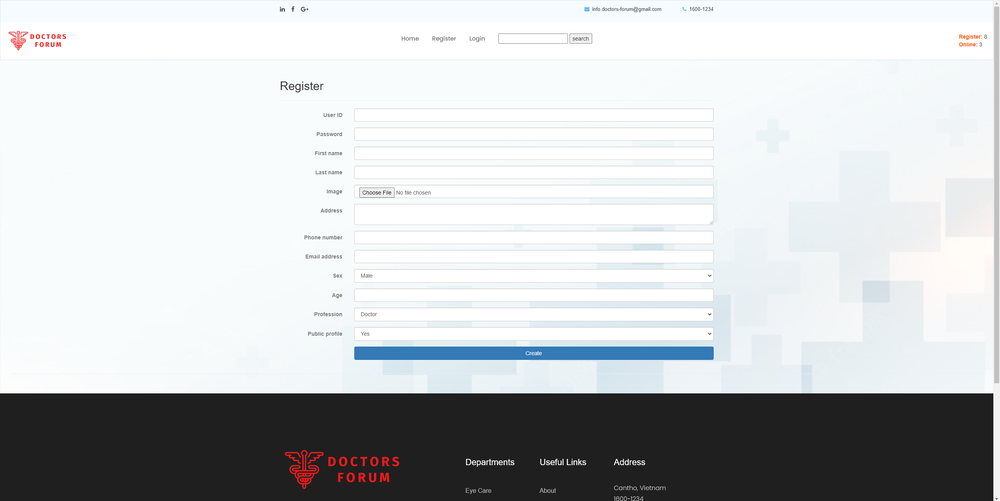 info.doctors-forum@gmail.com
1600-1234
DOCTORS
FORUM
Home
Register
Login
search
Register: 8
Online: 3
Register
User ID
Password
First name
Last name
Image
Choose File No file chosen
Address
Phone number
Email address
Sex
Male
Age
Profession
Doctor
Public profile
Yes
Create
DOCTORS
FORUM
Departments
Useful Links
Address
Eye Care
About
Cantho, Vietnam
1600-1234